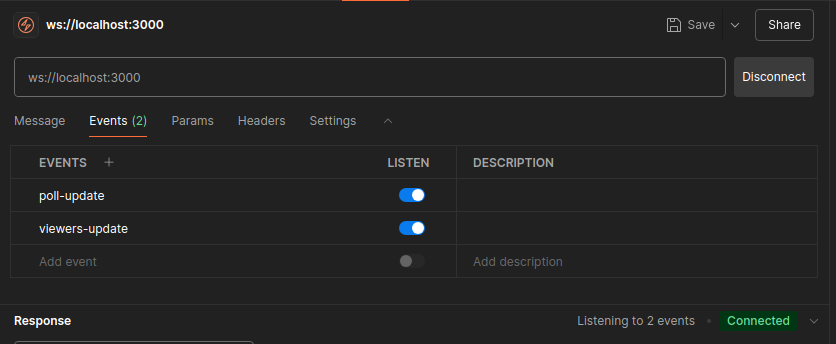 ws://localhost:3000
Save
Share
ws://localhost:3000
Disconnect
Message Events (2) Params Headers Settings
EVENTS + LISTEN DESCRIPTION
poll-update
viewers-update
Add event Add description
Response Listening to 2 events • Connected